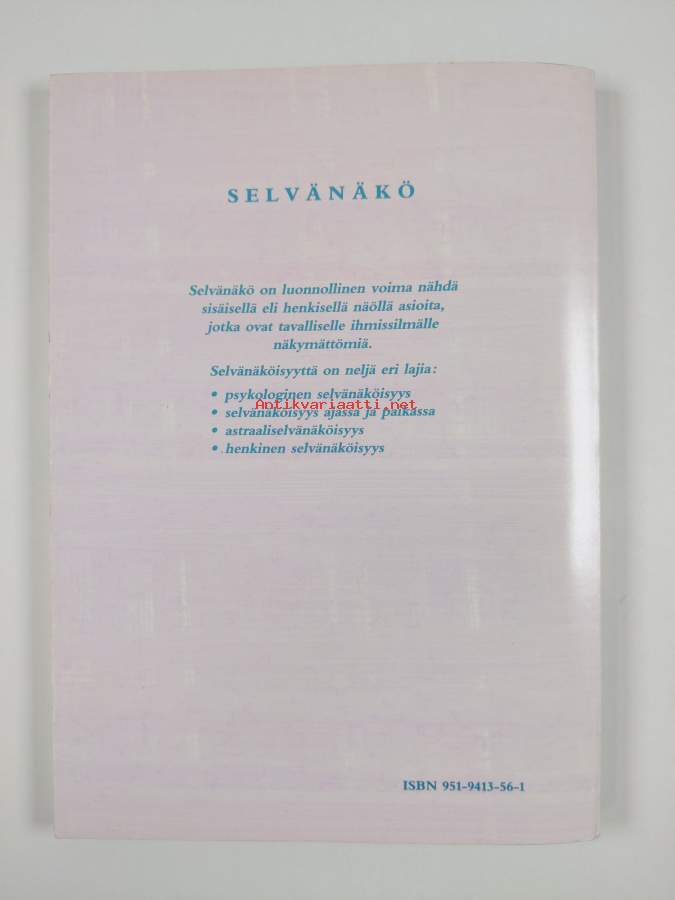 SELVÄNÄKÖ
Selvänäkö on luonnollinen voima nähdä
sisäisellä eli henkisellä näöllä asioita,
jotka ovat tavalliselle ihmissilmälle
näkymättömiä.
Selvänäköisyyttä on neljä eri lajia:
• psykologinen selvänäköisyys
Antikvariaatti.net
• selvänäköisyys ajassa ja paikassa
• astraaliselvänäköisyys
• henkinen selvänäköisyys
ISBN 951-9413-56-1